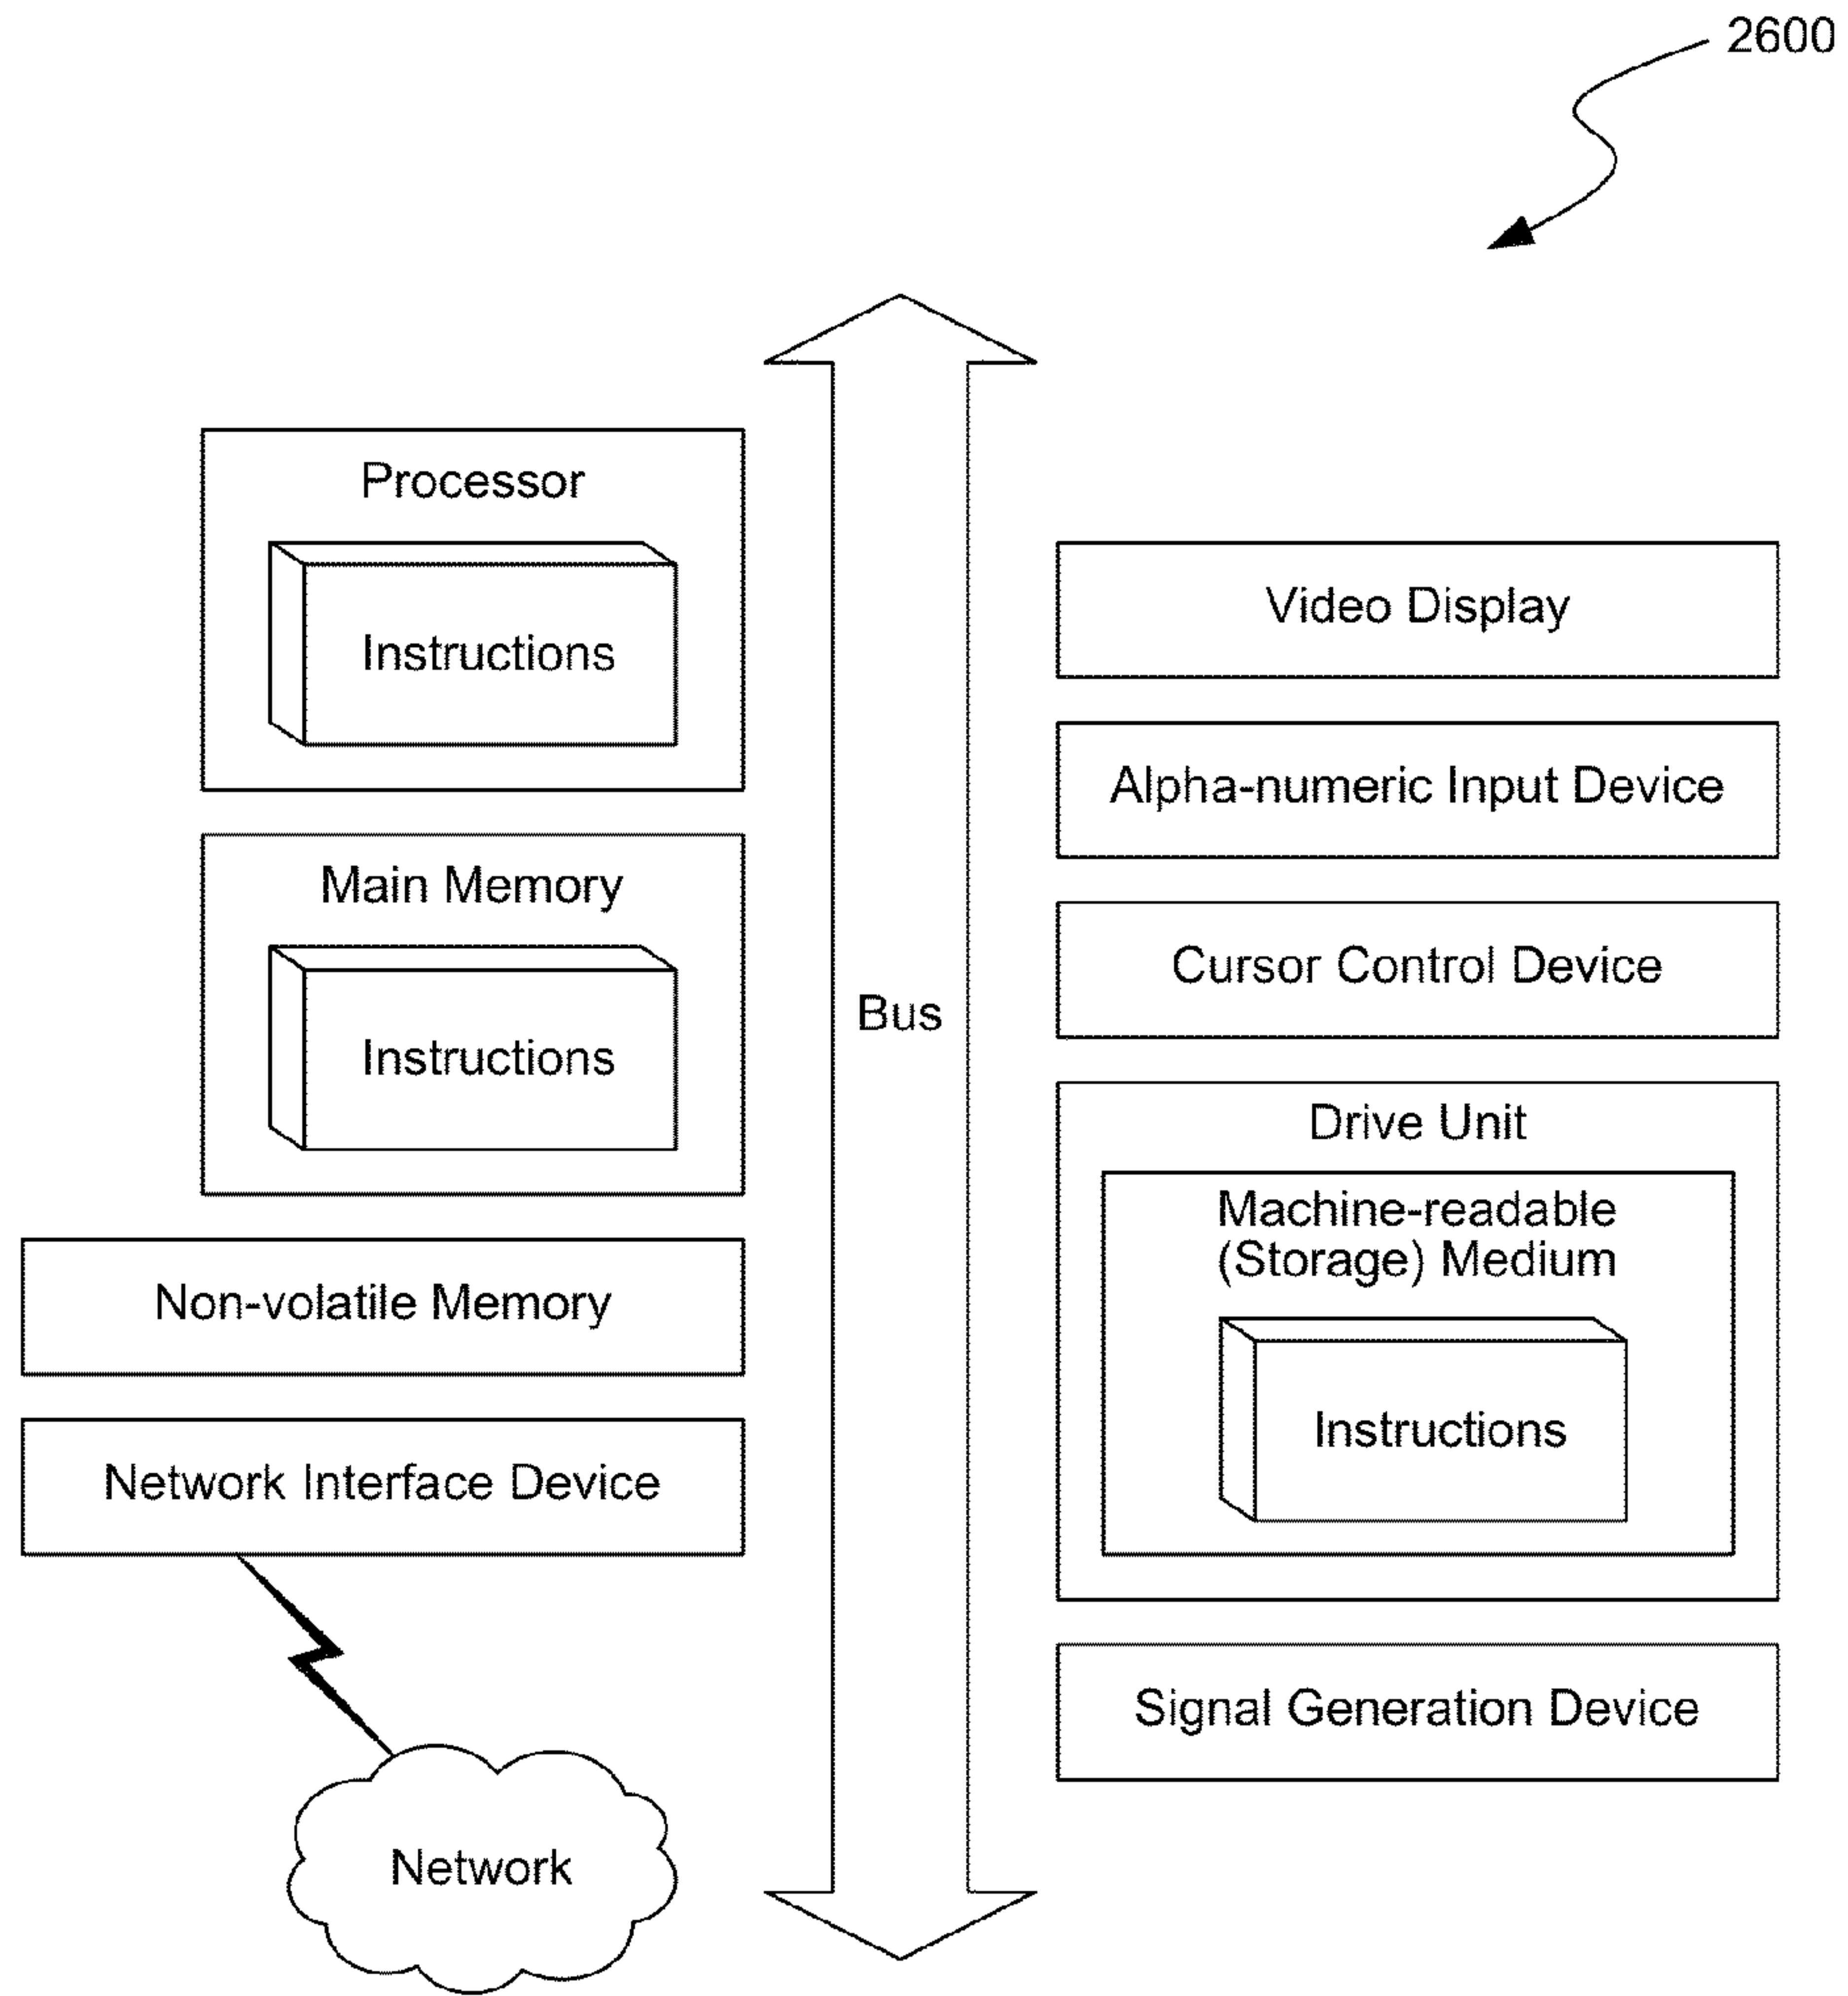 2600
Processor
Instructions
Main Memory
Instructions
Non-volatile Memory
Network Interface Device
Network
Bus
Video Display
Alpha-numeric Input Device
Cursor Control Device
Drive Unit
Machine-readable
(Storage) Medium
Instructions
Signal Generation Device